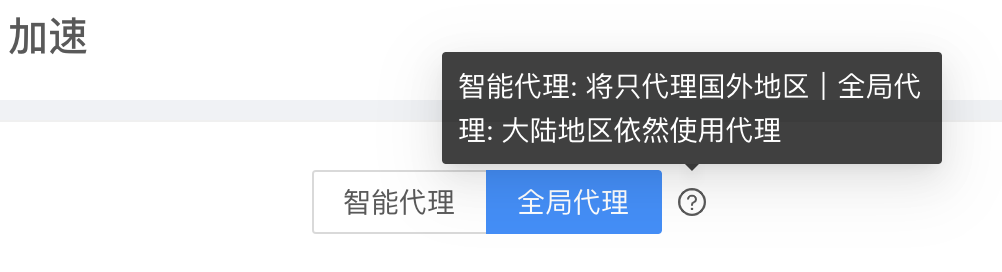 加速
智能代理: 将只代理国外地区 | 全局代
理: 大陆地区依然使用代理
智能代理
全局代理